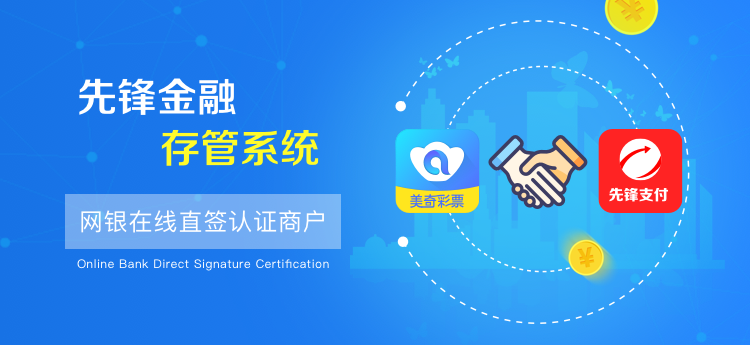 先锋金融
存管系统
网银在线直签认证商户
Online Bank Direct Signature Certification
美奇彩票
先锋支付